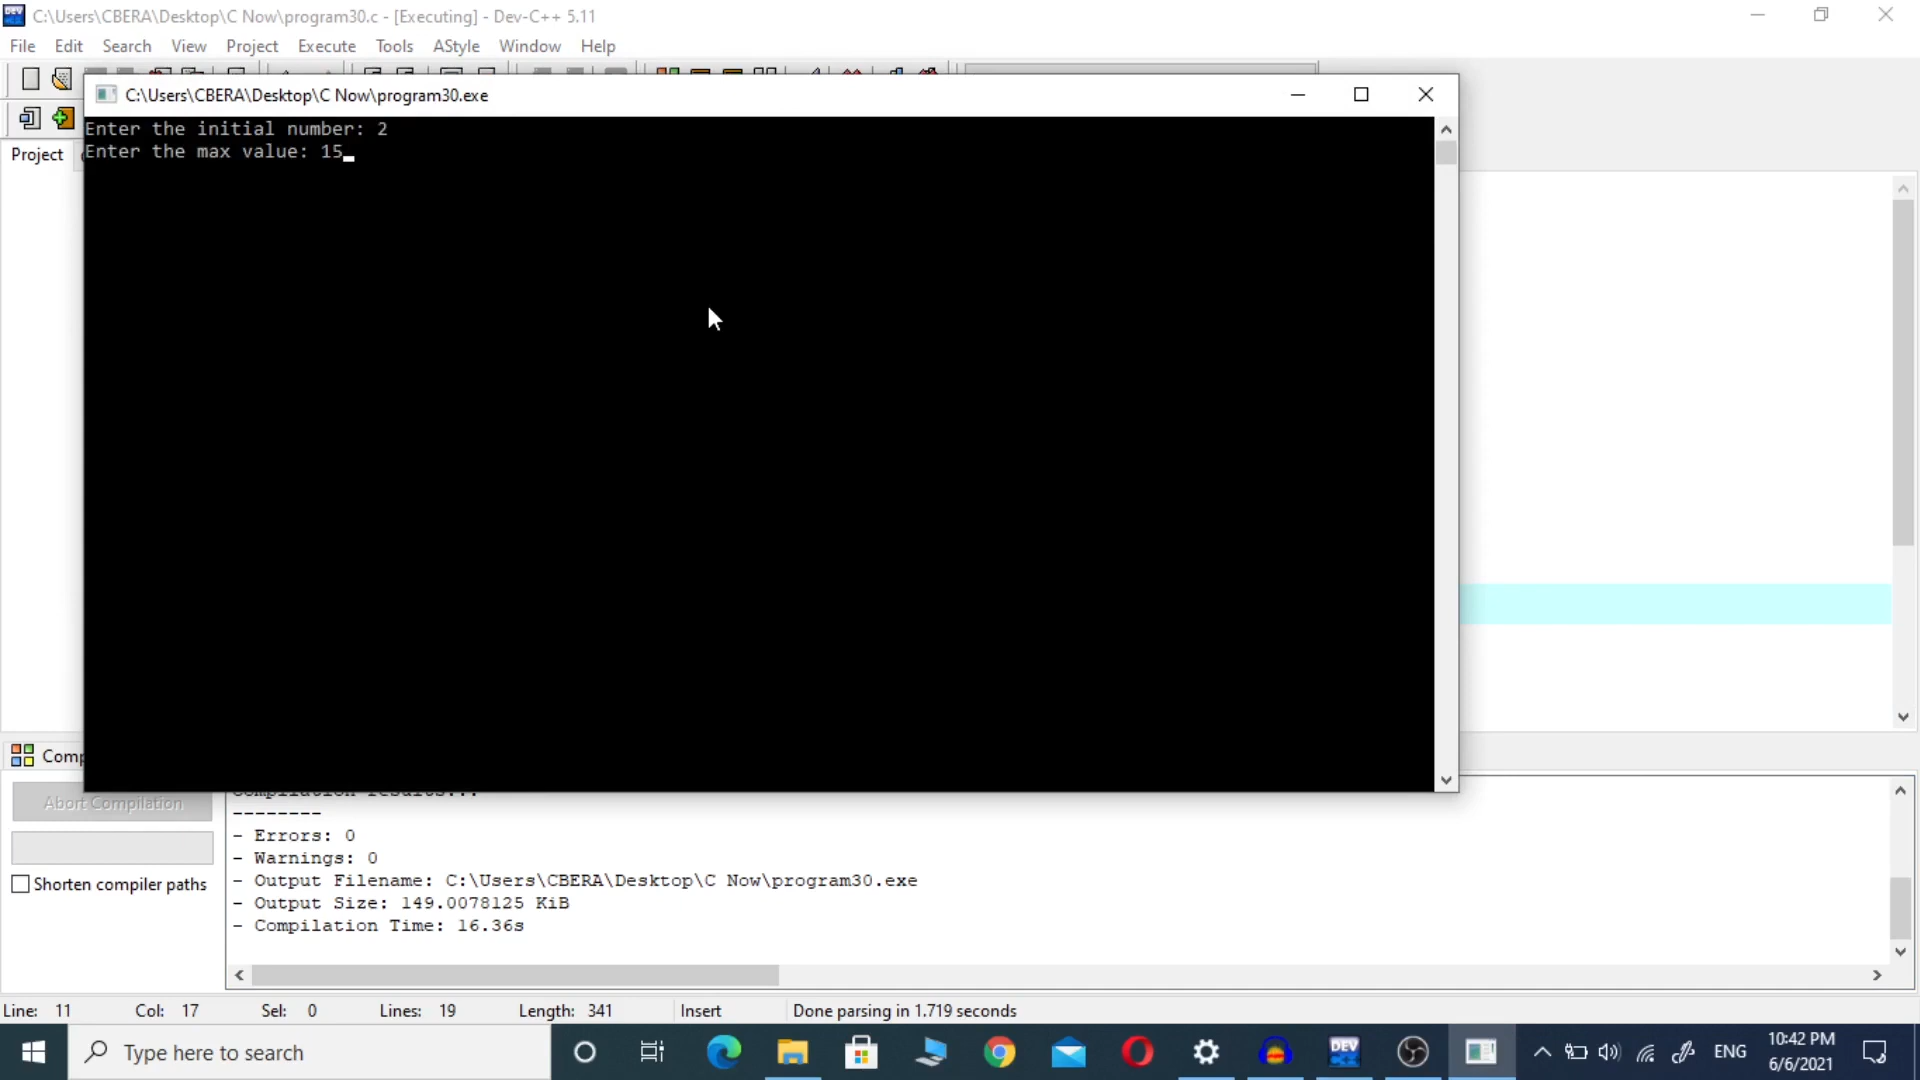 C:\Users\CBERA\Desktop\C Now\program30.c - [Executing] - Dev-C++ 5.11
File Edit Search View Project Execute Tools AStyle Window Help
C:\Users\CBERA\Desktop\C Now\program30.exe
Enter the initial number: 2
Enter the max value: 15
Project
Comp
Abort Compilation
Shorten compiler paths
Compilation results...
--------
- Errors: 0
- Warnings: 0
- Output Filename: C:\Users\CBERA\Desktop\C Now\program30.exe
- Output Size: 149.0078125 KiB
- Compilation Time: 16.36s
Line: 11 Col: 17 Sel: 0 Lines: 19 Length: 341 Insert Done parsing in 1.719 seconds
Type here to search
DEV
ENG
10:42 PM
6/6/2021